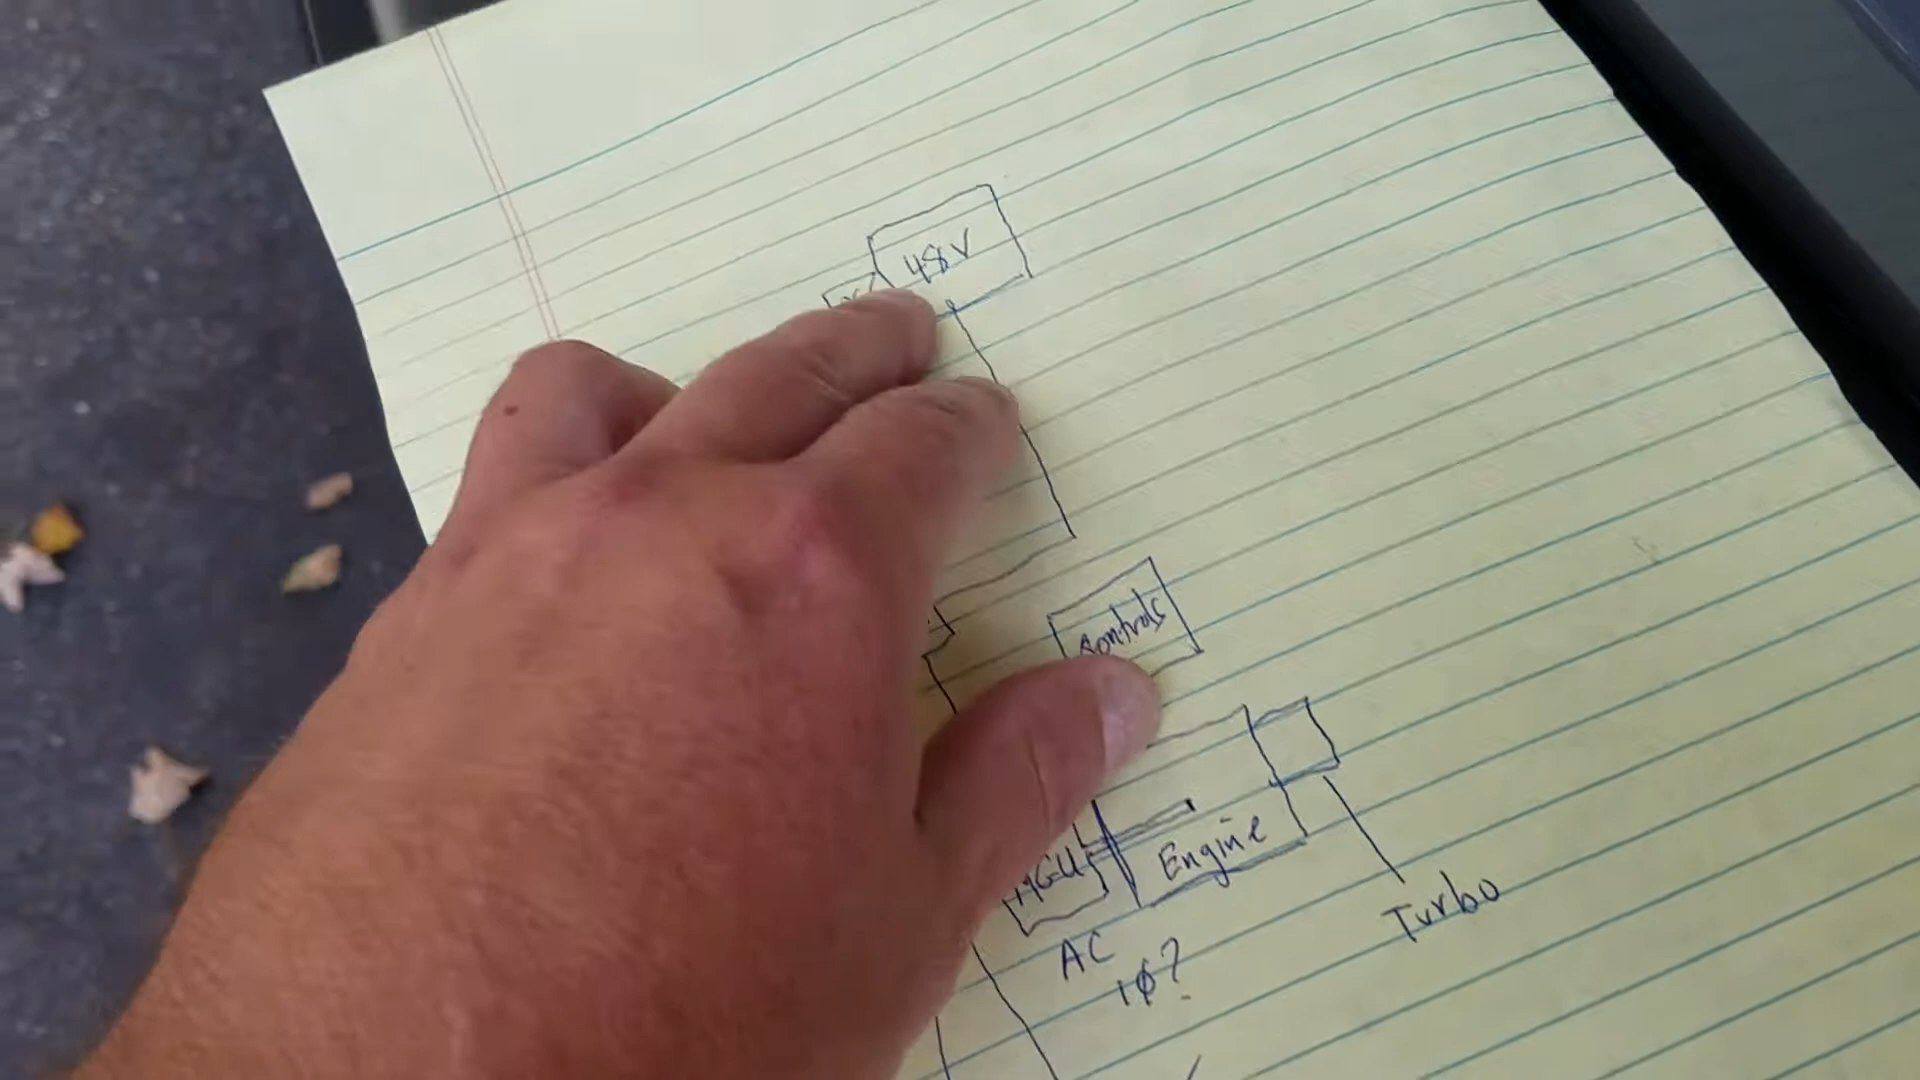 48V
Controls
MGU
Engine
Turbo
AC
1ϕ?